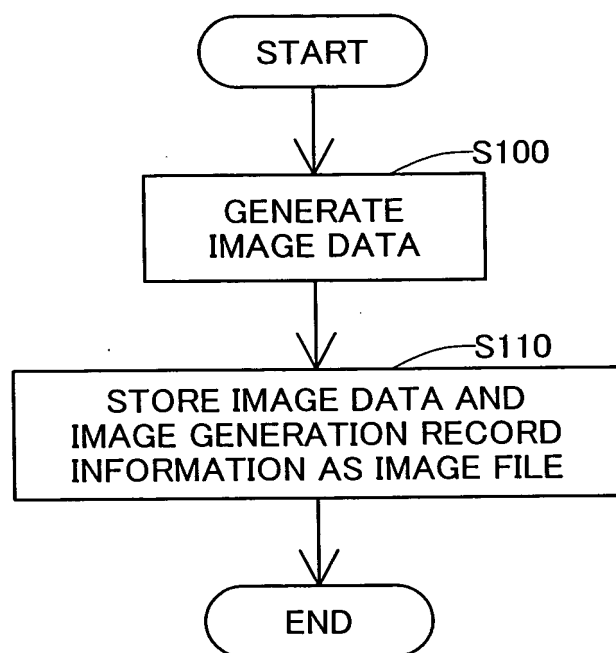 START
S100
GENERATE
IMAGE DATA
S110
STORE IMAGE DATA AND
IMAGE GENERATION RECORD
INFORMATION AS IMAGE FILE
END